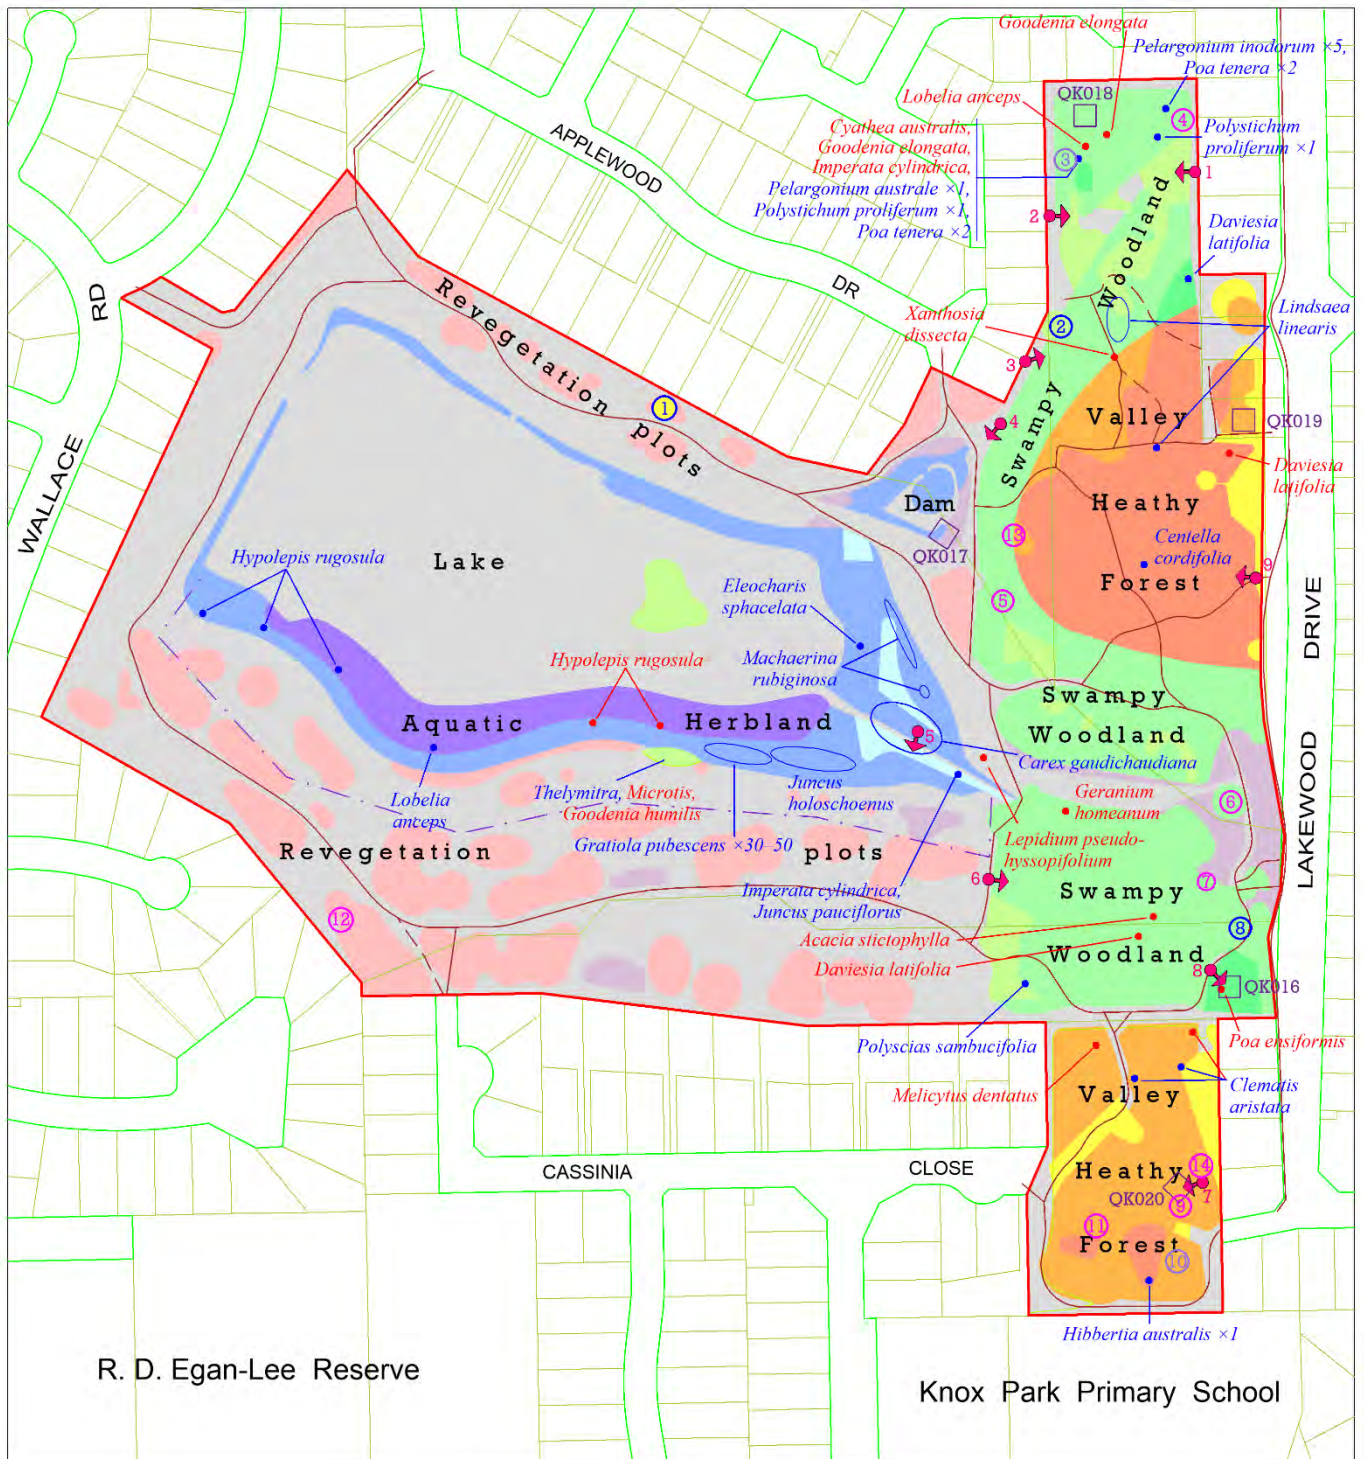 Goodenia elongata
Pelargonium inodorum ×5,
Poa tenera ×2
QK018
Lobelia anceps
4
Polystichum
proliferum ×1
Cyathea australis,
Goodenia elongata,
Imperata cylindrica,
Pelargonium australe ×1,
Polystichum proliferum ×1,
Poa tenera ×2
3
1
2
Woodland
Daviesia
latifolia
APPLEWOOD
DR
RD
WALLACE
Xanthosia
dissecta
2
Lindsaea
linearis
3
Revegetation
plots
1
4
Swampy
Valley
QK019
Daviesia
latifolia
Dam
QK017
Heathy
13
Centella
cordifolia
Forest
9
5
Lake
Hypolepis rugosula
Eleocharis
sphacelata
Machaerina
rubiginosa
Hypolepis rugosula
DRIVE
LAKEWOOD
Swampy
Woodland
Aquatic
Herbland
5
Carex gaudichaudiana
Lobelia
anceps
Thelymitra, Microtis,
Goodenia humilis
Juncus
holoschoenus
Gratiola pubescens ×30–50
Geranium
homeanum
6
Lepidium pseudo-
hyssopifolium
Revegetation
plots
6
Imperata cylindrica,
Juncus pauciflorus
Swampy
7
12
Acacia stictophylla
8
Daviesia latifolia
Woodland
8
QK016
Polyscias sambucifolia
Poa ensiformis
Melicytus dentatus
Valley
Clematis
aristata
CASSINIA
CLOSE
Heathy
14
QK020
9
7
11
Forest
10
Hibbertia australis ×1
R. D. Egan-Lee Reserve
Knox Park Primary School